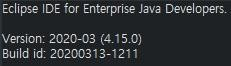 Eclipse IDE for Enterprise Java Developers.
Version: 2020-03 (4.15.0)
Build id: 20200313-1211